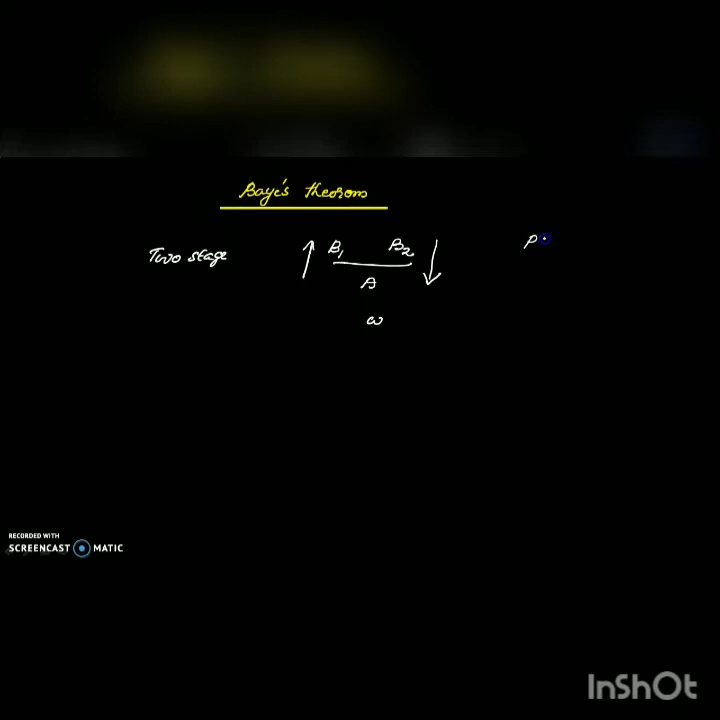 Baye's theorem
Two stage ↑ B₁ B₂ ↓ P
A
ω
RECORDED WITH
SCREENCAST MATIC
InShOt